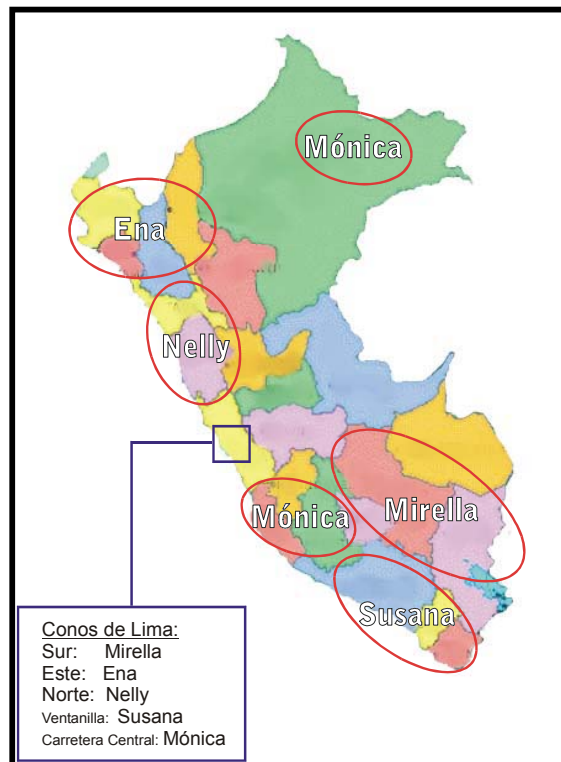 Mónica
Ena
Nelly
Mónica
Mirella
Susana
Conos de Lima:
Sur: Mirella
Este: Ena
Norte: Nelly
Ventanilla: Susana
Carretera Central: Mónica